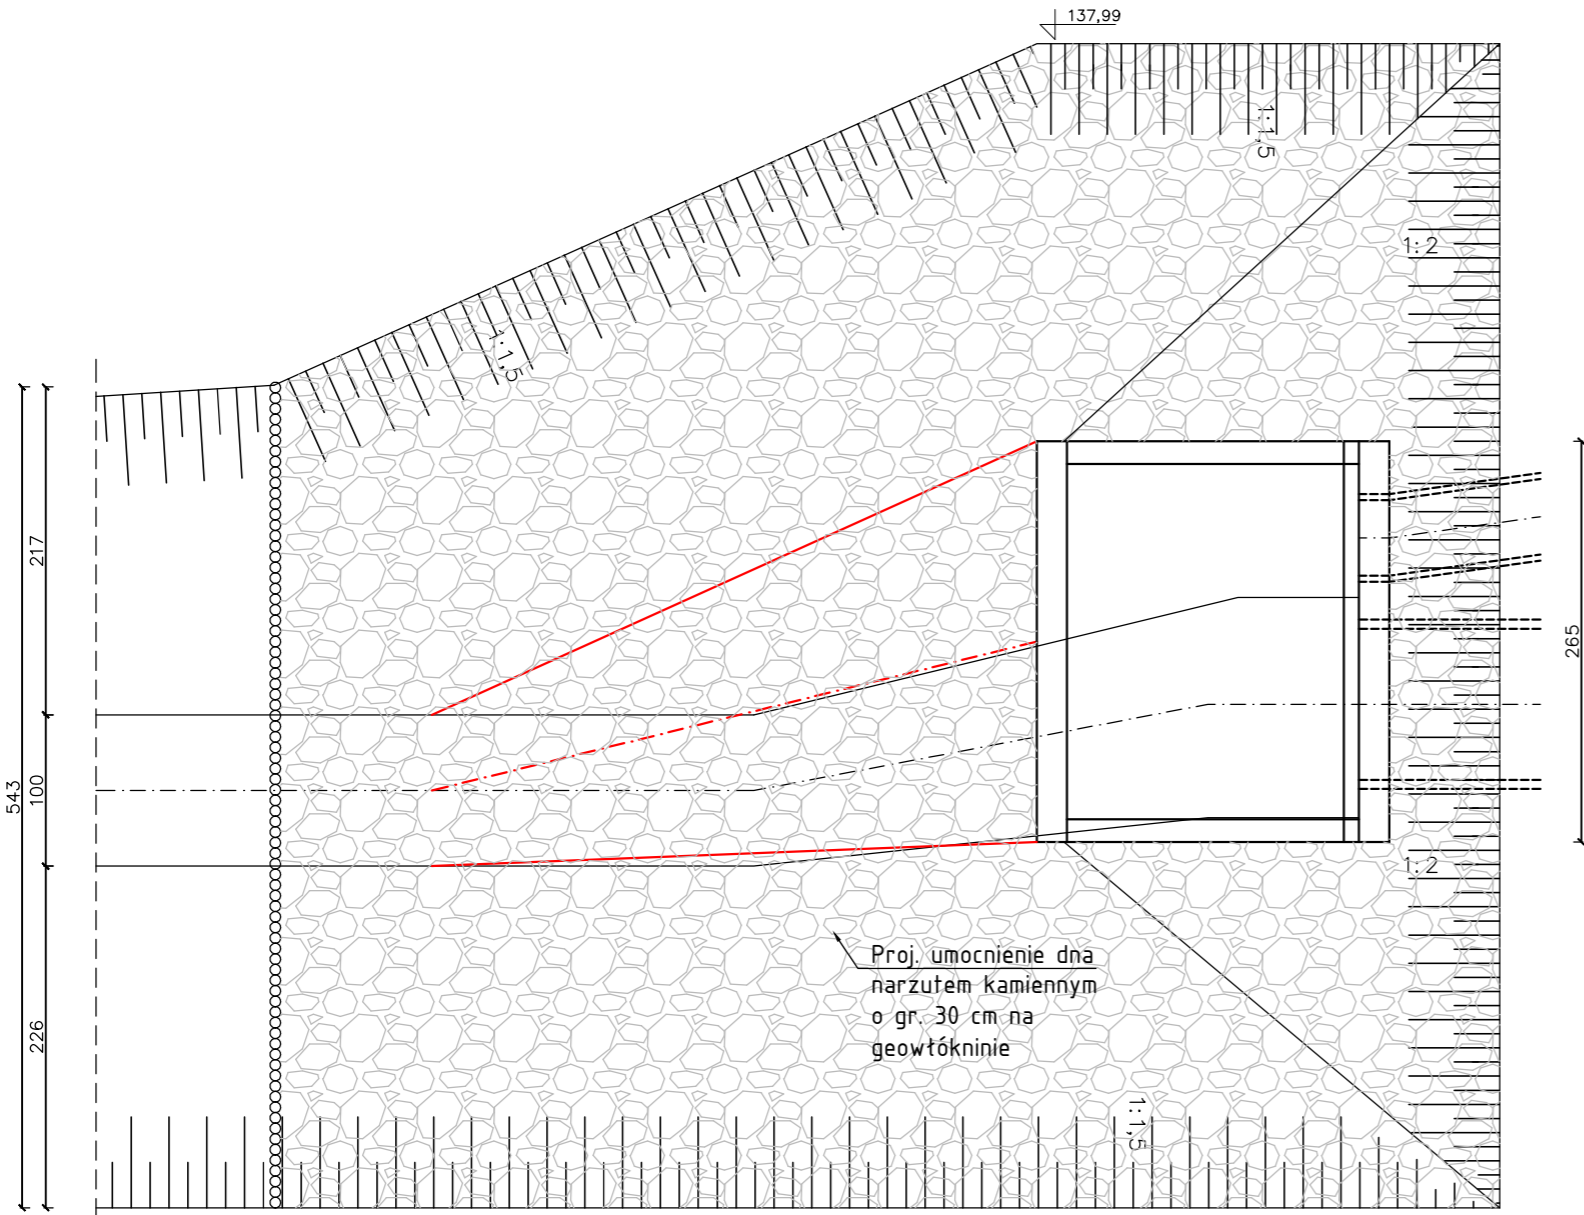 137,99
1:1,5
1:2
1:1,5
217
543
100
265
1:2
Proj. umocnienie dna
narzutem kamiennym
o gr. 30 cm na
geowłókninie
226
1:1,5